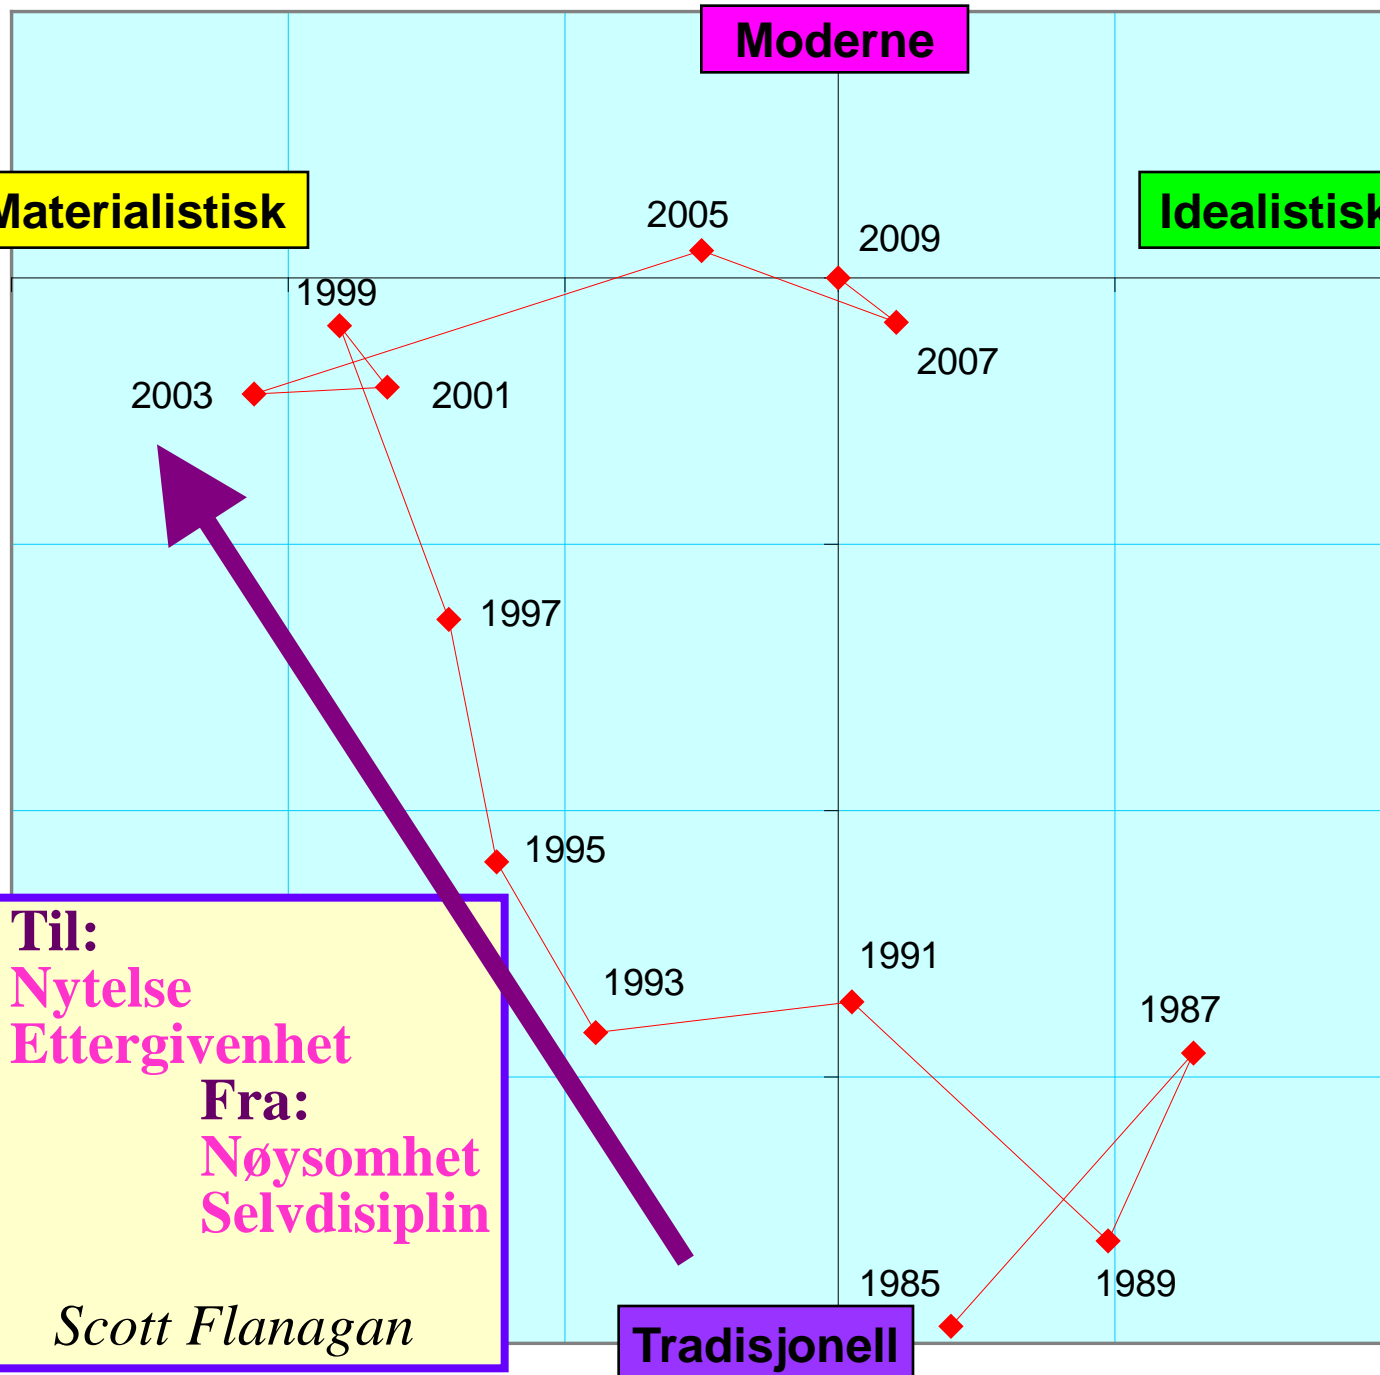 Moderne
Materialistisk
Idealistisk
2005
2009
1999
2007
2003
2001
1997
1995
1991
1993
1987
1985
1989
Til:
Nytelse
Ettergivenhet
Fra:
Nøysomhet
Selvdisiplin
Scott Flanagan
Tradisjonell